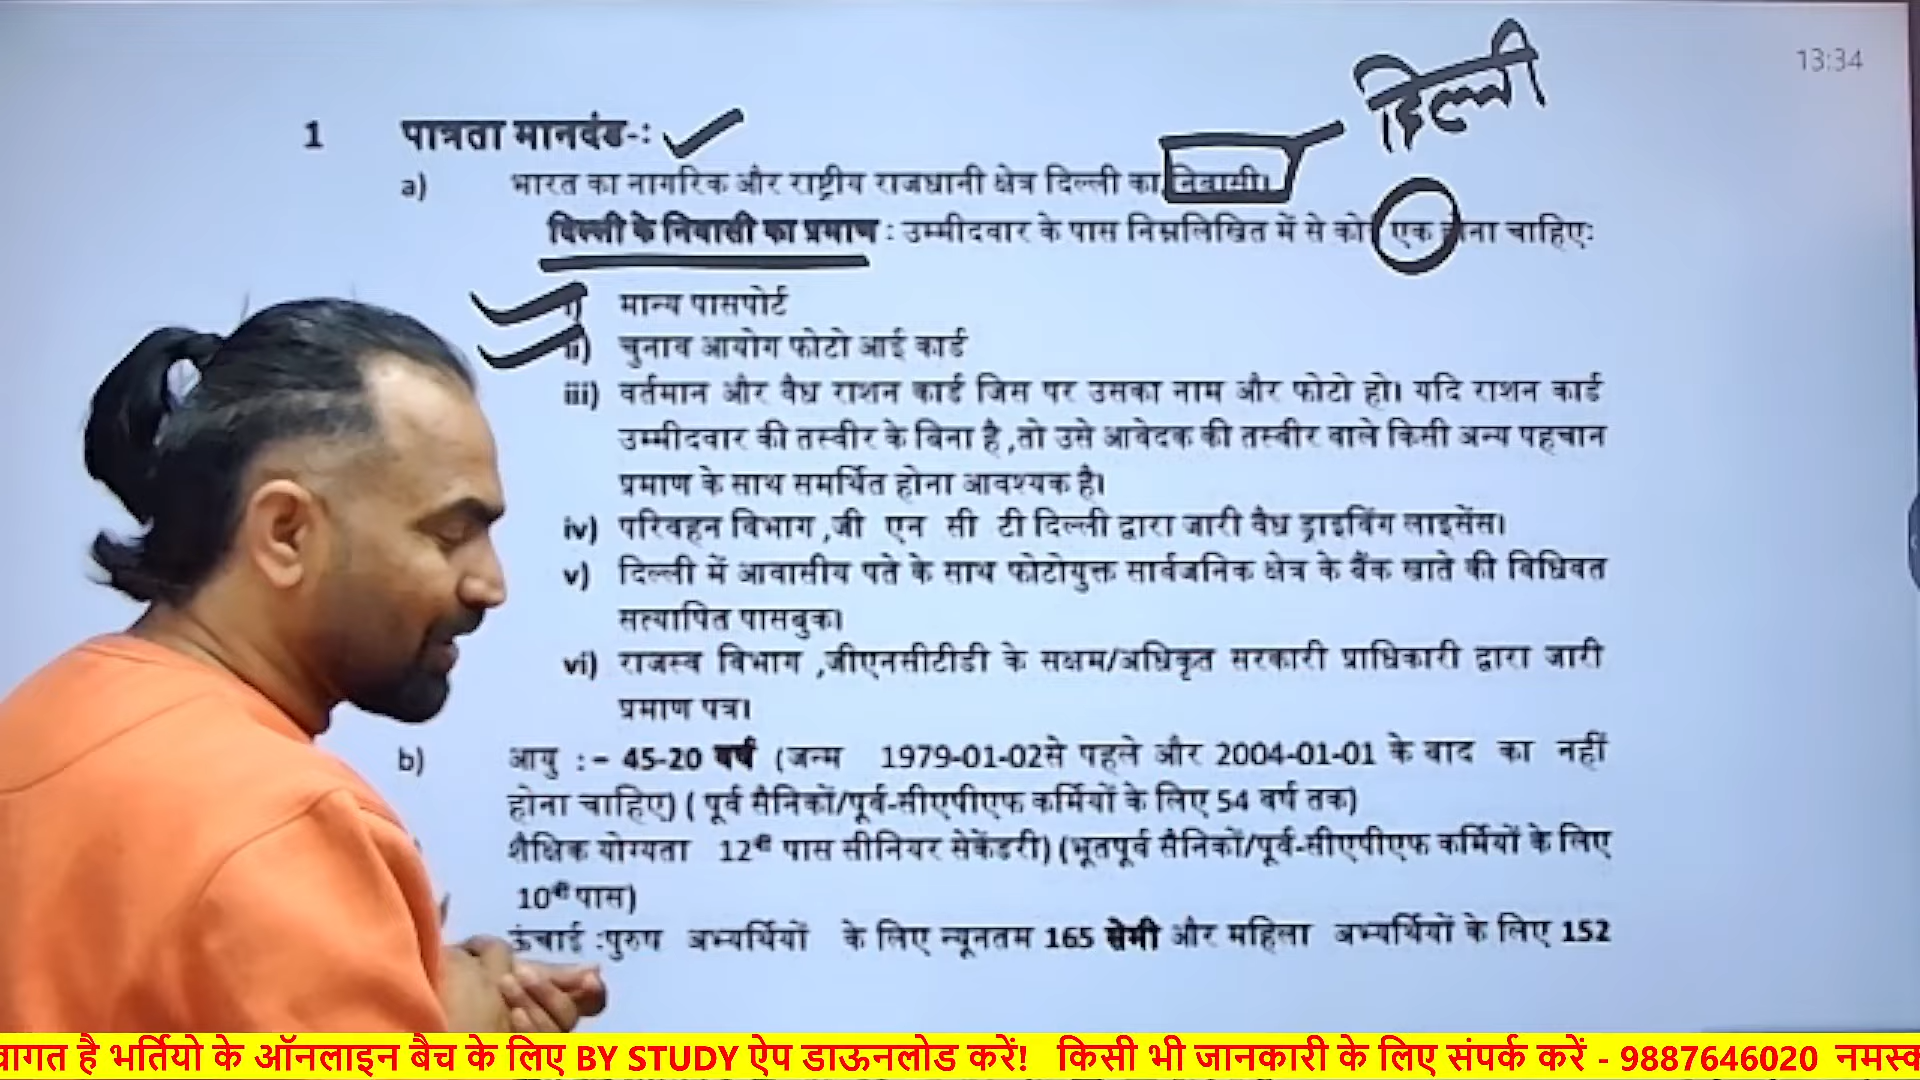 दिल्ली
13:34
1 पात्रता मानदंड-:
a) भारत का नागरिक और राष्ट्रीय राजधानी क्षेत्र दिल्ली का निवासी।
दिल्ली के निवासी का प्रमाण : उम्मीदवार के पास निम्नलिखित में से को एक होना चाहिए:
i) मान्य पासपोर्ट
ii) चुनाव आयोग फोटो आई कार्ड
iii) वर्तमान और वैध राशन कार्ड जिस पर उसका नाम और फोटो हो। यदि राशन कार्ड
उम्मीदवार की तस्वीर के बिना है ,तो उसे आवेदक की तस्वीर वाले किसी अन्य पहचान
प्रमाण के साथ समर्थित होना आवश्यक है।
iv) परिवहन विभाग ,जी एन सी टी दिल्ली द्वारा जारी वैध ड्राइविंग लाइसेंस।
v) दिल्ली में आवासीय पते के साथ फोटोयुक्त सार्वजनिक क्षेत्र के बैंक खाते की विधिवत
सत्यापित पासबुक।
vi) राजस्व विभाग ,जीएनसीटीडी के सक्षम/अधिकृत सरकारी प्राधिकारी द्वारा जारी
प्रमाण पत्र।
b) आयु :- 45-20 वर्ष (जन्म 1979-01-02से पहले और 2004-01-01 के बाद का नहीं
होना चाहिए) ( पूर्व सैनिकों/पूर्व-सीएपीएफ कर्मियों के लिए 54 वर्ष तक)
शैक्षिक योग्यता 12वी पास सीनियर सेकेंडरी) (भूतपूर्व सैनिकों/पूर्व-सीएपीएफ कर्मियों के लिए
10वी पास)
ऊंचाई :पुरुष अभ्यर्थियों के लिए न्यूनतम 165 सेमी और महिला अभ्यर्थियों के लिए 152
वागत है भर्तियो के ऑनलाइन बैच के लिए BY STUDY ऐप डाऊनलोड करें! किसी भी जानकारी के लिए संपर्क करें - 9887646020 नमस्क